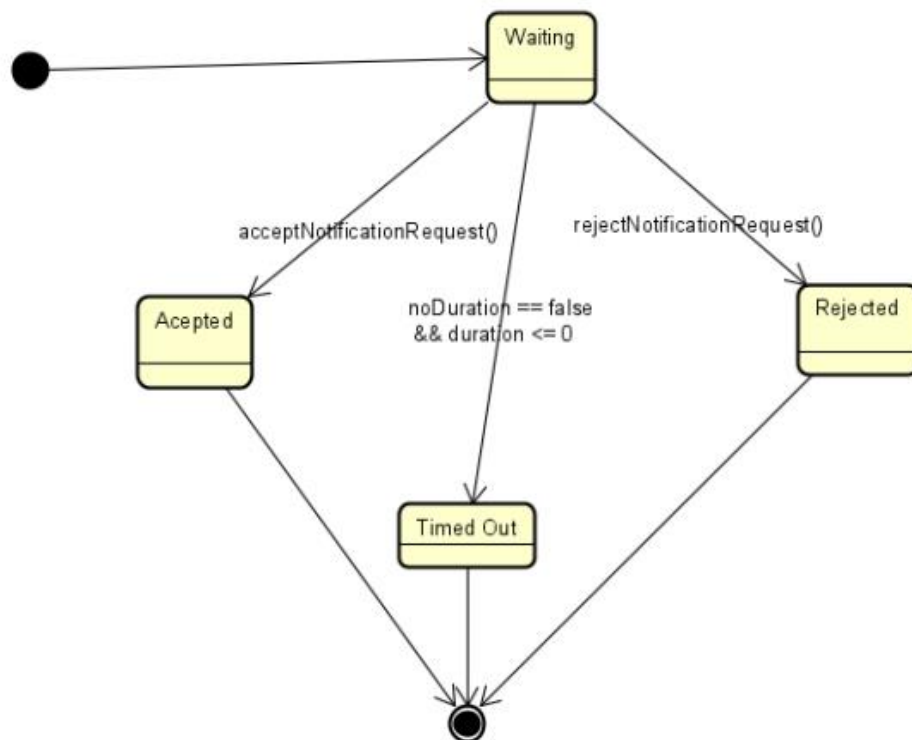 Waiting
acceptNotificationRequest()
rejectNotificationRequest()
noDuration == false
&& duration <= 0
Acepted
Rejected
Timed Out